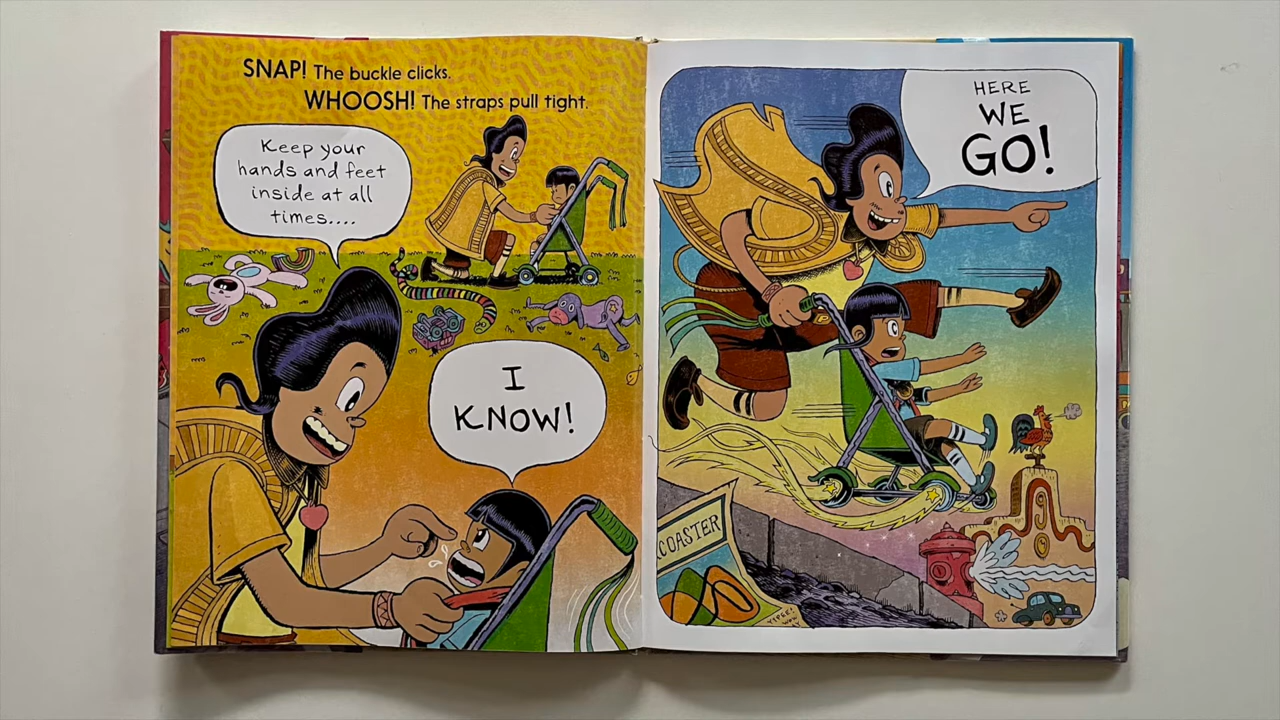 SNAP! The buckle clicks.
WHOOSH! The straps pull tight.
Keep your
hands and feet
inside at all
times....
I
KNOW!
HERE
WE
GO!
COASTER